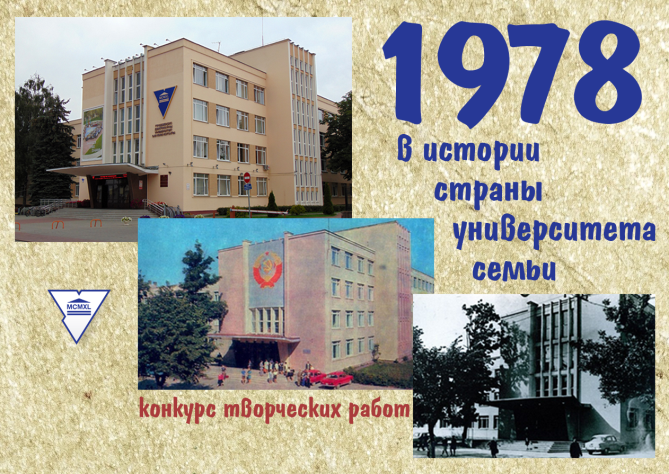 1978
в истории
страны
университета
семьи
MCMXL
конкурс творческих работ